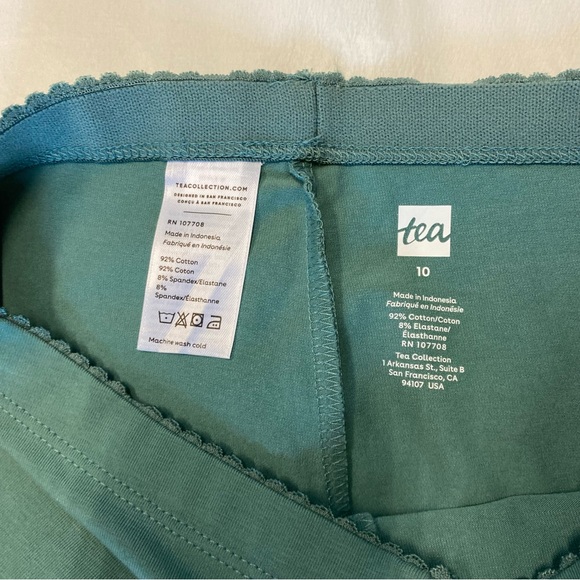 TEACOLLECTION.COM
DESIGNED IN SAN FRANCISCO
CONÇU À SAN FRANCISCO
RN 107708
Made in Indonesia
Fabriqué en Indonésie
92% Cotton
92% Coton
8% Spandex/Elastane
8%
Spandex/Élasthanne
Machine wash cold
tea
10
Made in Indonesia
Fabriqué en Indonésie
92% Cotton/Coton
8% Elastane/
Élasthanne
RN 107708
Tea Collection
1 Arkansas St., Suite B
San Francisco, CA
94107 USA